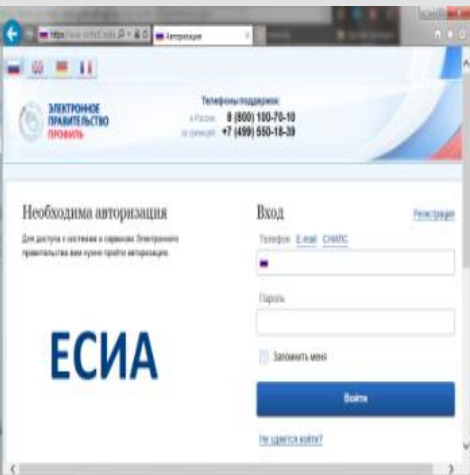 Авторизация
ЭЛЕКТРОННОЕ
ПРАВИТЕЛЬСТВО
ПРОФИЛЬ
Телефоны поддержки:
в России: 8 (800) 100-70-10
за границей: +7 (499) 550-18-39
Необходима авторизация
Для доступа к системам и сервисам Электронного
правительства вам нужно пройти авторизацию.
ЕСИА
Вход
Регистрация
Телефон E-mail СНИЛС
Пароль
Запомнить меня
Войти
Не удается войти?